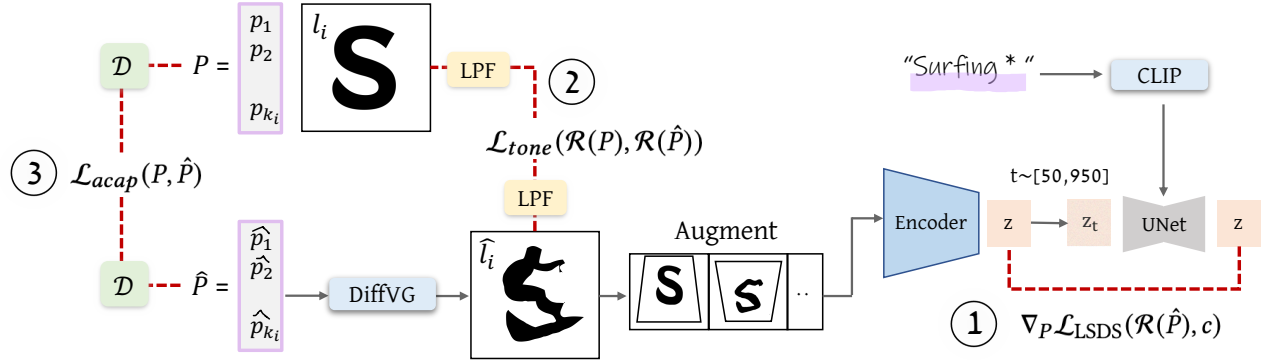 𝒟
P =
p₁
p₂
p_{k_i}
l_i
S
LPF
2
"Surfing * "
CLIP
3 ℒ_{acap}(P, P̂)
ℒ_{tone}(ℛ(P), ℛ(P̂))
LPF
t~[50,950]
Encoder
z
z_t
UNet
z
𝒟
P̂ =
p̂₁
p̂₂
p̂_{k_i}
DiffVG
l̂_i
Augment
S
S
..
1 ∇_P ℒ_{LSDS}(ℛ(P̂), c)